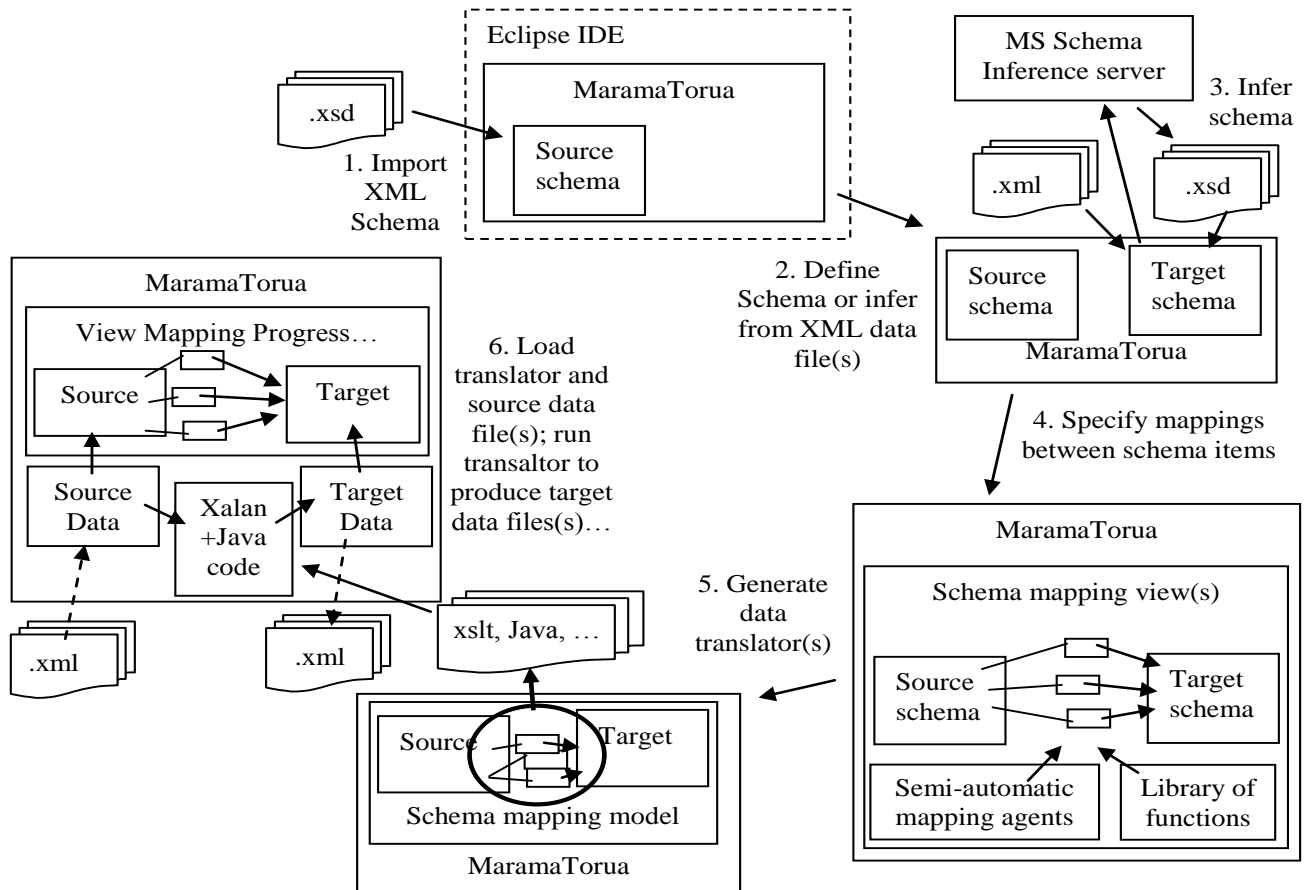 Eclipse IDE
MaramaTorua
.xsd
Source
schema
1. Import
XML
Schema
MS Schema
Inference server
3. Infer
schema
.xml
.xsd
2. Define
Schema or infer
from XML data
file(s)
Source
schema
Target
schema
MaramaTorua
4. Specify mappings
between schema items
MaramaTorua
Schema mapping view(s)
Source
schema
Target
schema
Semi-automatic
mapping agents
Library of
functions
5. Generate
data
translator(s)
xslt, Java, …
Source
Target
Schema mapping model
MaramaTorua
6. Load
translator and
source data
file(s); run
transaltor to
produce target
data files(s)…
MaramaTorua
View Mapping Progress…
Source
Target
Source
Data
Xalan
+Java
code
Target
Data
.xml
.xml